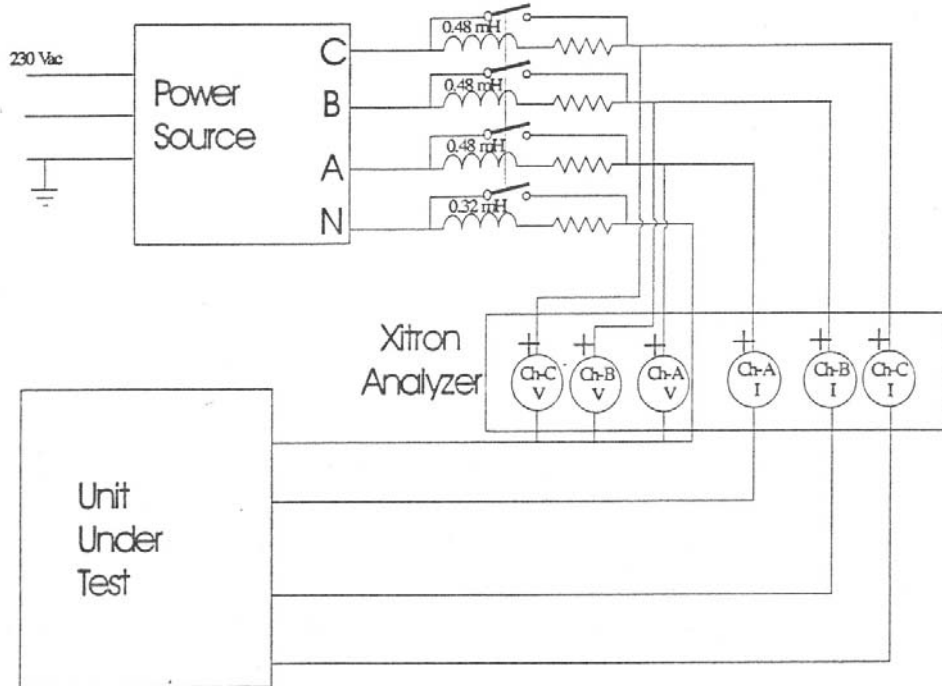 230 Vac
Power
Source
C
0.48 mH
B
0.48 mH
A
0.48 mH
N
0.32 mH
Xitron
Analyzer
+
Ch-C
V
+
Ch-B
V
+
Ch-A
V
+
Ch-A
I
+
Ch-B
I
+
Ch-C
I
Unit
Under
Test